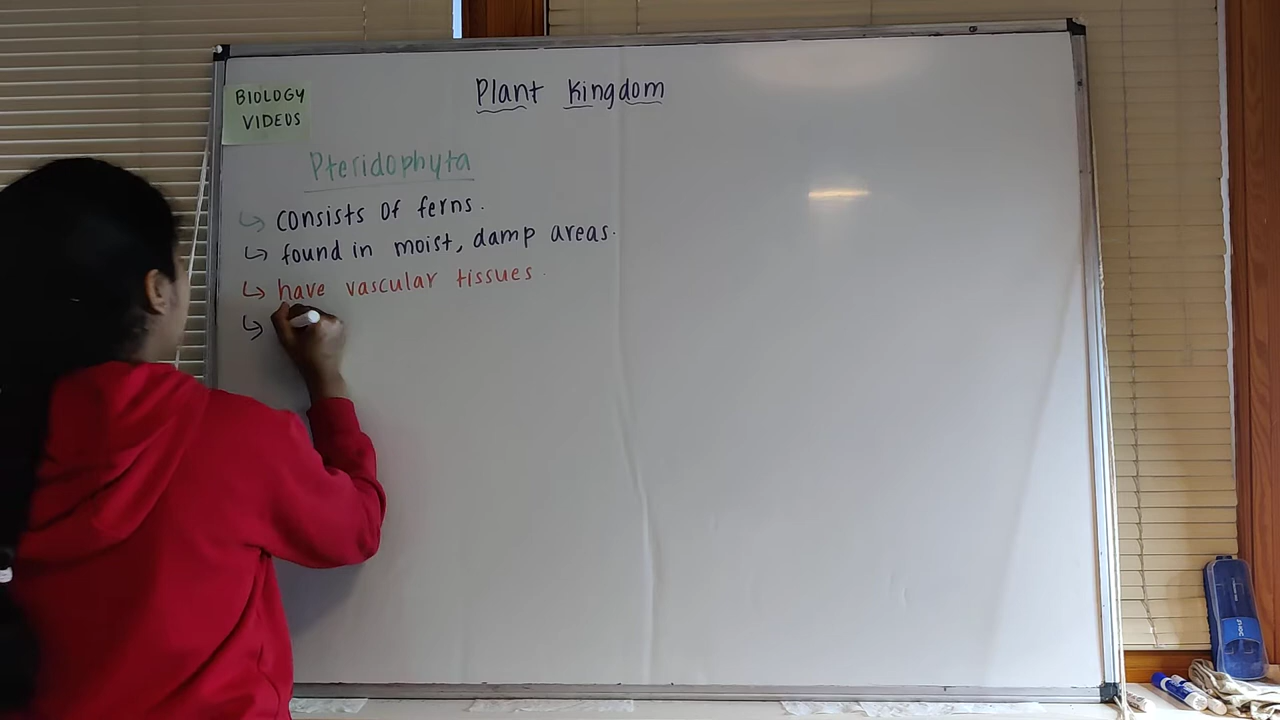 BIOLOGY
VIDEOS
Plant Kingdom
Pteridophyta
↳ consists of ferns.
↳ found in moist, damp areas.
↳ have vascular tissues.
↳